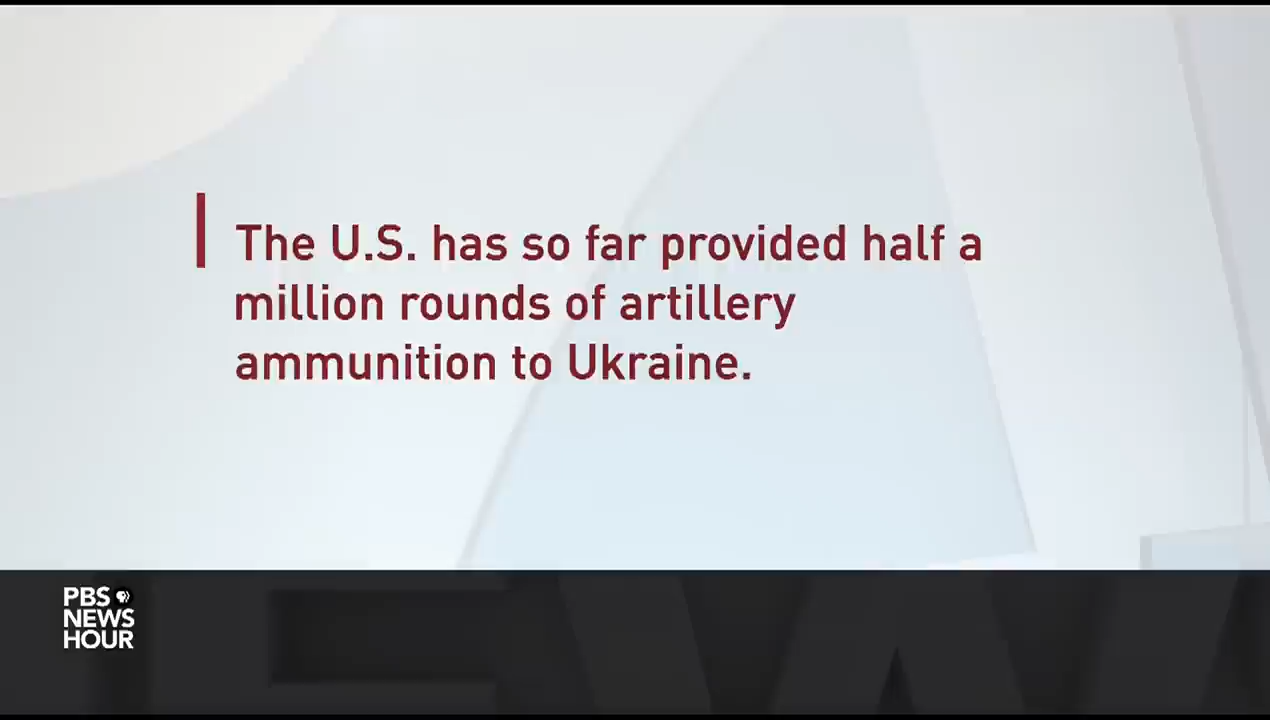 The U.S. has so far provided half a
million rounds of artillery
ammunition to Ukraine.
PBS
NEWS
HOUR